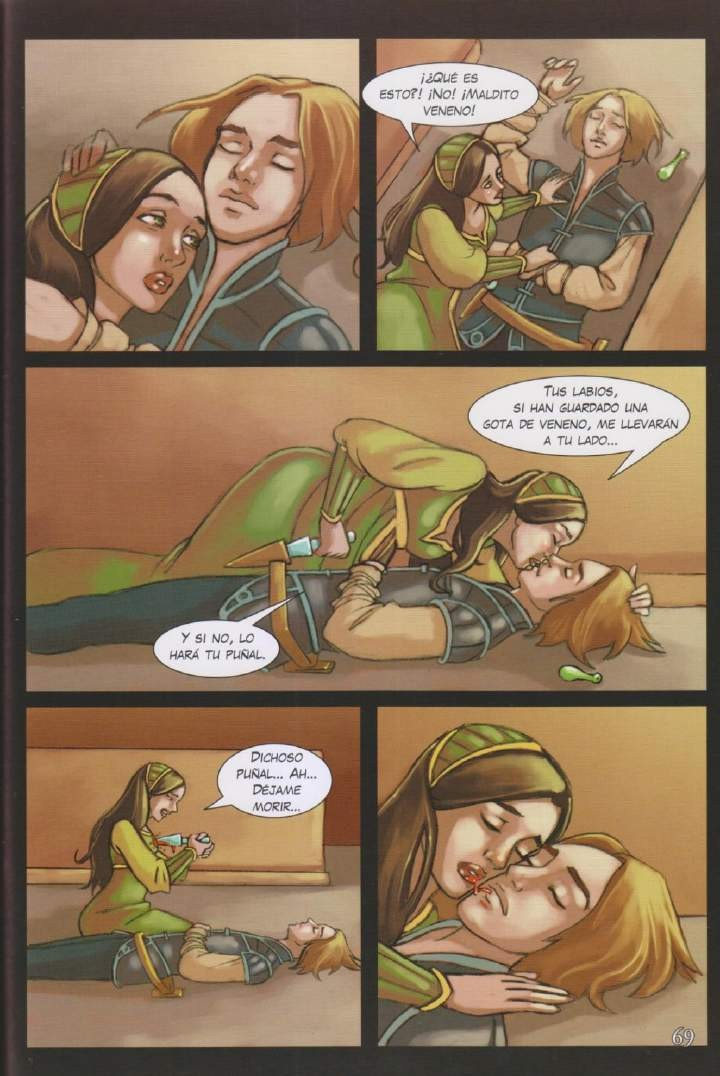 ¡¿QUÉ ES
ESTO?! ¡NO! ¡MALDITO
VENENO!
TUS LABIOS,
SI HAN GUARDADO UNA
GOTA DE VENENO, ME LLEVARÁN
A TU LADO...
Y SI NO, LO
HARÁ TU PUÑAL.
DICHOSO
PUÑAL... AH...
DÉJAME
MORIR...
69